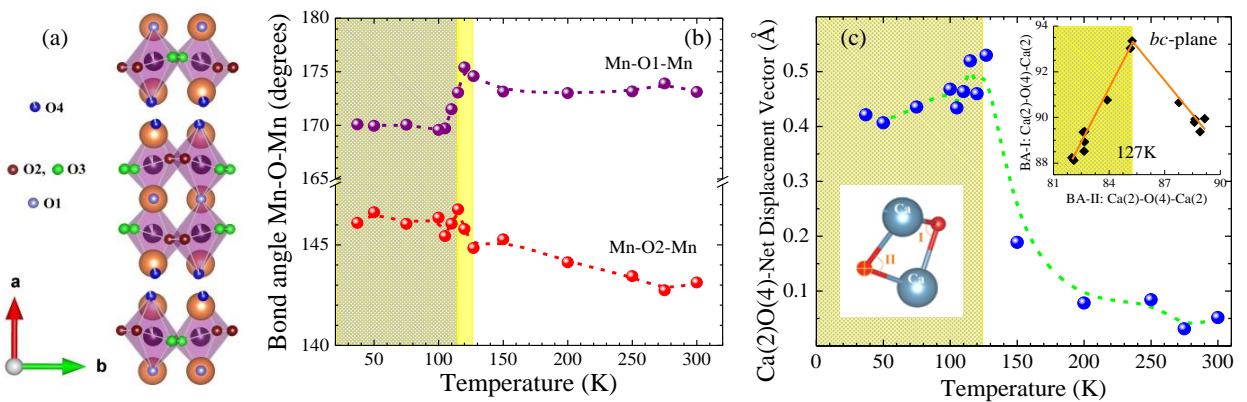 (a)
O4
O2, O3
O1
a
b
Bond angle Mn-O-Mn (degrees)
180
175
170
165
145
140
(b)
Mn-O1-Mn
Mn-O2-Mn
50 100 150 200 250 300
Temperature (K)
Ca(2)O(4)-Net Displacement Vector (Å)
0.5
0.4
0.3
0.2
0.1
(c)
bc-plane
BA-I: Ca(2)-O(4)-Ca(2)
94
92
90
88
127K
81 84 87 90
BA-II: Ca(2)-O(4)-Ca(2)
Ca
I
II
Ca
0 50 100 150 200 250 300
Temperature (K)